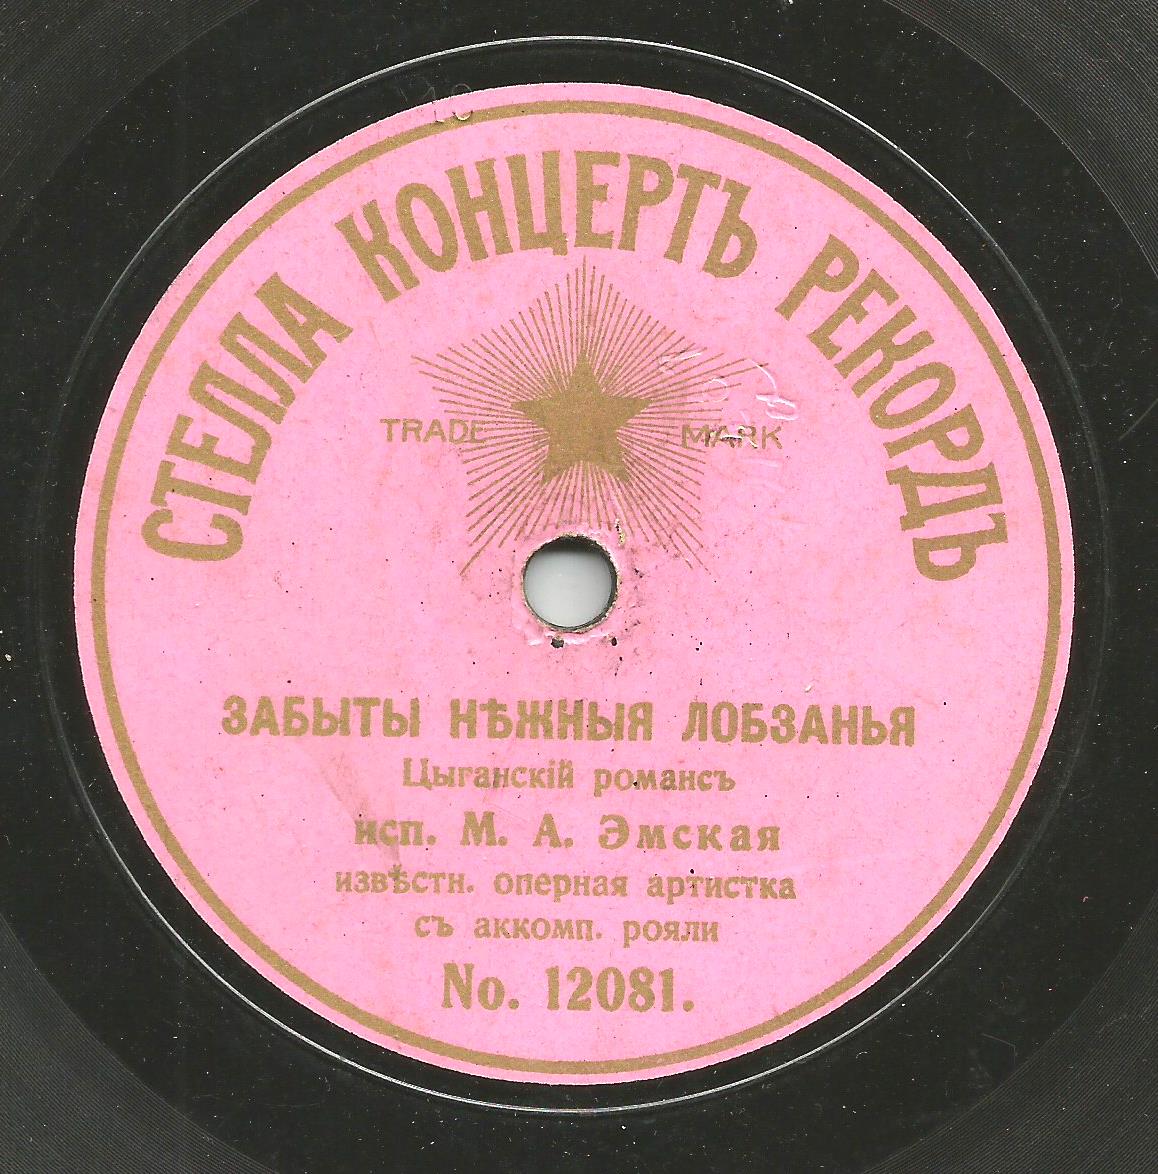 СТЕЛЛА КОНЦЕРТЪ РЕКОРДЪ
TRADE MARK
ЗАБЫТЫ НѢЖНЫЯ ЛОБЗАНЬЯ
Цыганскій романсъ
исп. М. А. Эмская
извѣстн. оперная артистка
съ аккомп. рояли
No. 12081.